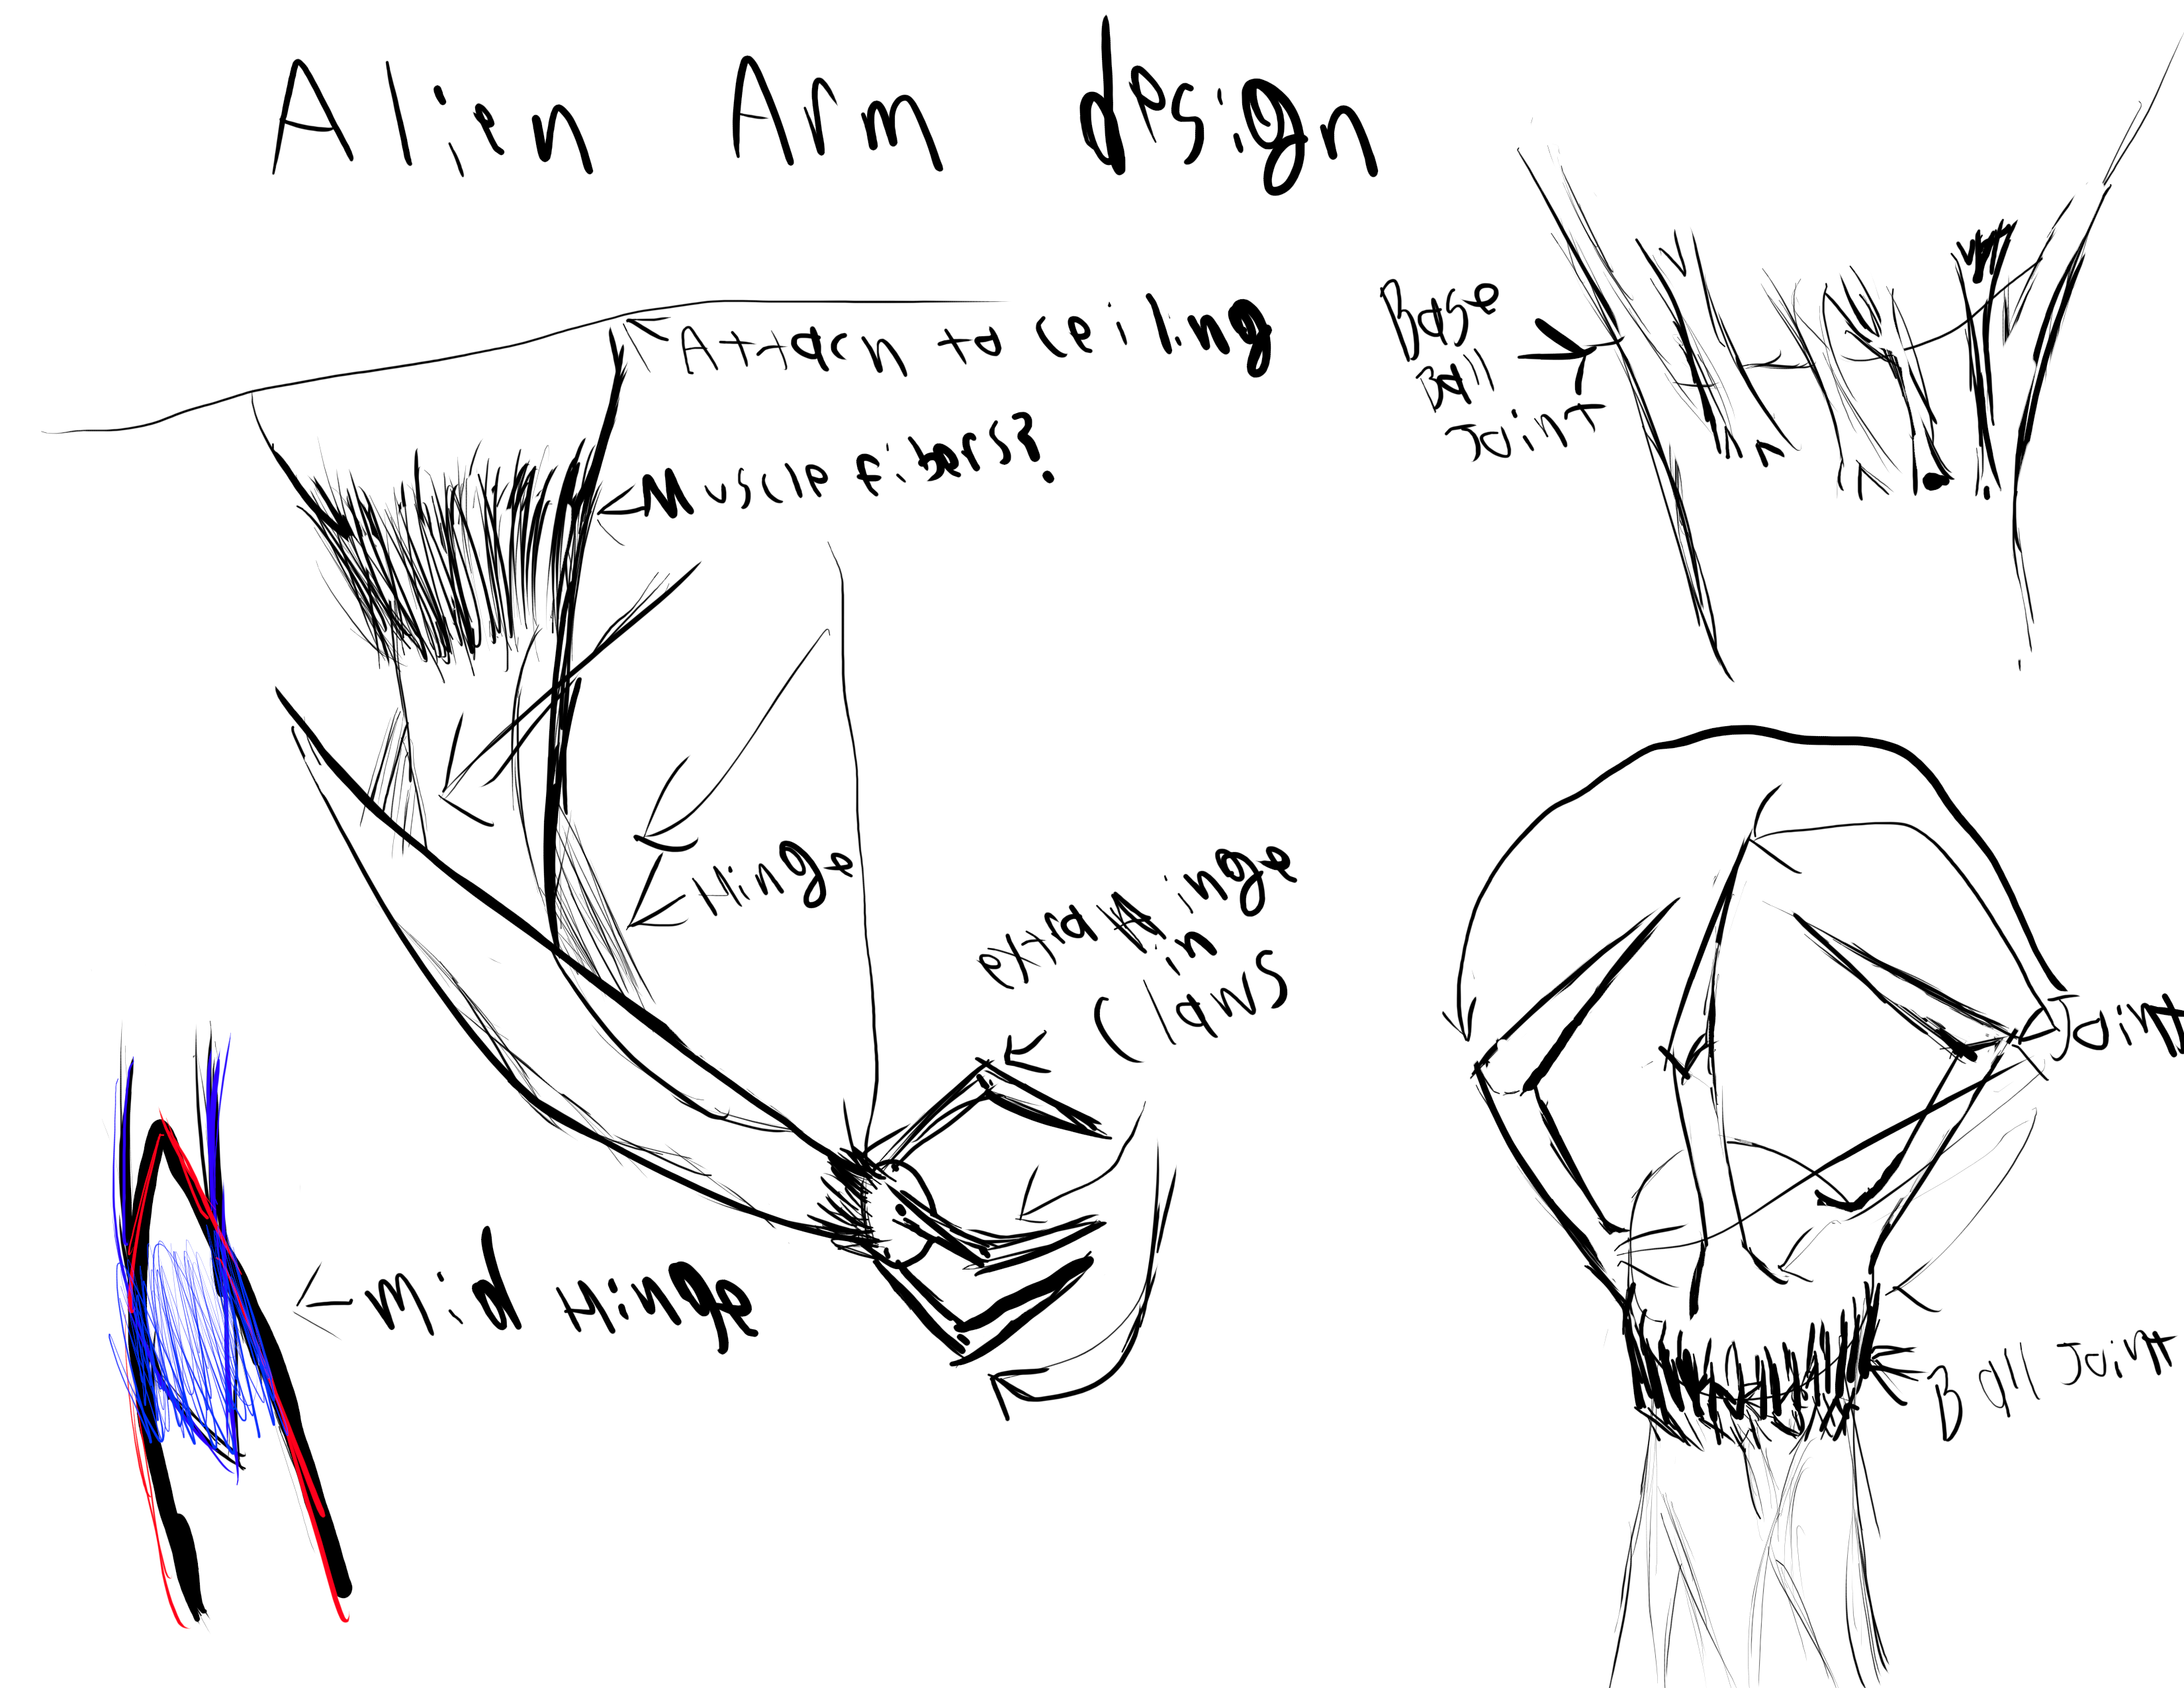 Alien Arm design
Attach to ceiling
Muscle fibers?
Base
Ball
Joint
Hinge
extra Hinge
in
Claws
Joint
Mid Hinge
Ball Joint